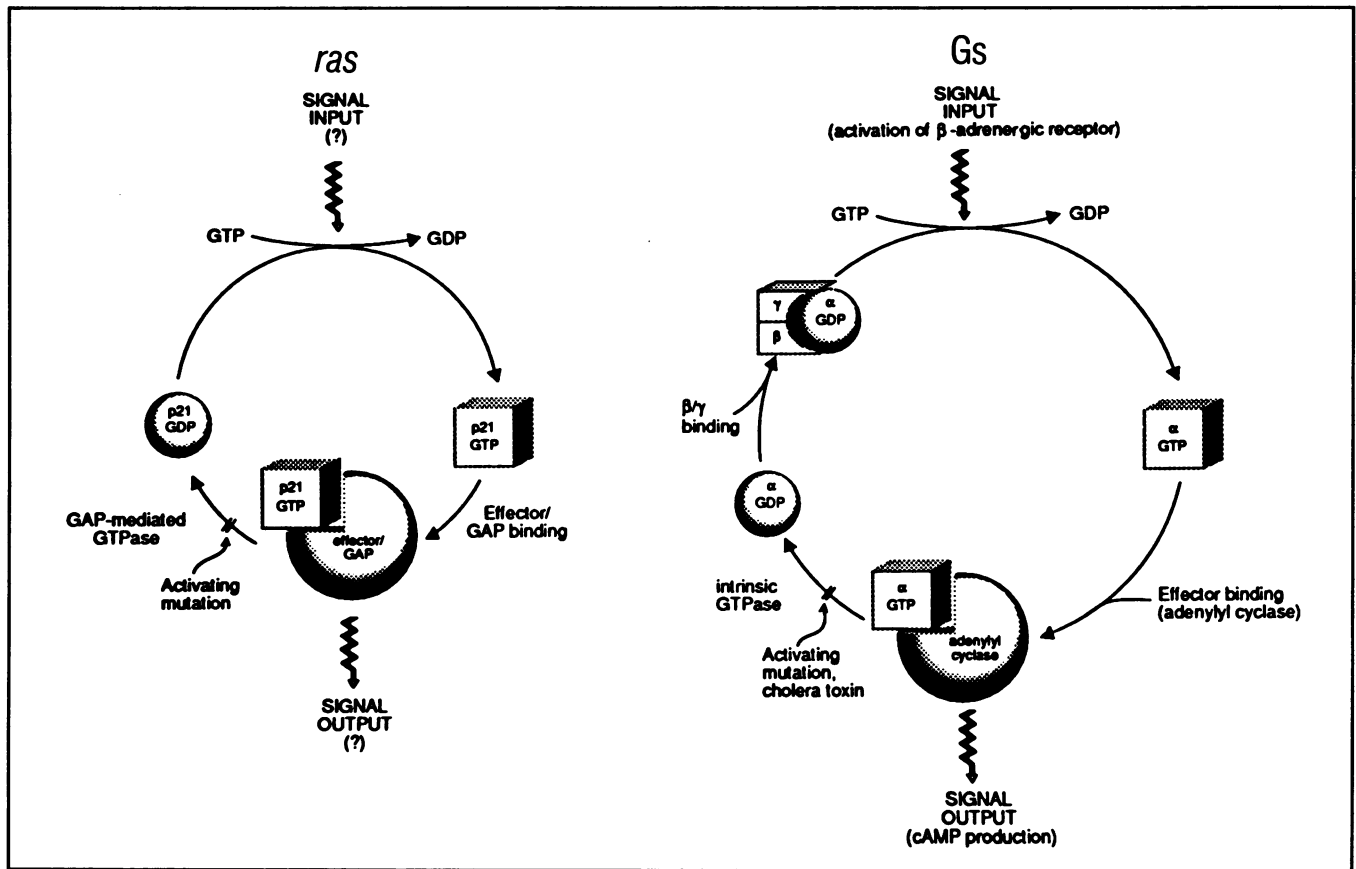 ras
SIGNAL
INPUT
(?)
GTP
GDP
p21
GDP
p21
GTP
p21
GTP
effector/
GAP
Effector/
GAP binding
GAP-mediated
GTPase
Activating
mutation
SIGNAL
OUTPUT
(?)
Gs
SIGNAL
INPUT
(activation of β-adrenergic receptor)
GTP
GDP
γ
β
α
GDP
β/γ
binding
α
GTP
α
GDP
intrinsic
GTPase
α
GTP
adenylyl
cyclase
Effector binding
(adenylyl cyclase)
Activating
mutation,
cholera toxin
SIGNAL
OUTPUT
(cAMP production)